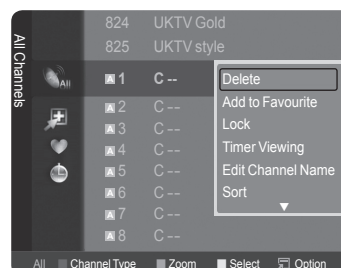 824 UKTV Gold
825 UKTV style
All Channels
All
A 1 C --
A 2 C --
A 3 C --
A 4 C --
A 5 C --
A 6 C --
A 7 C --
A 8 C --
Delete
Add to Favourite
Lock
Timer Viewing
Edit Channel Name
Sort
All Channel Type Zoom Select Option